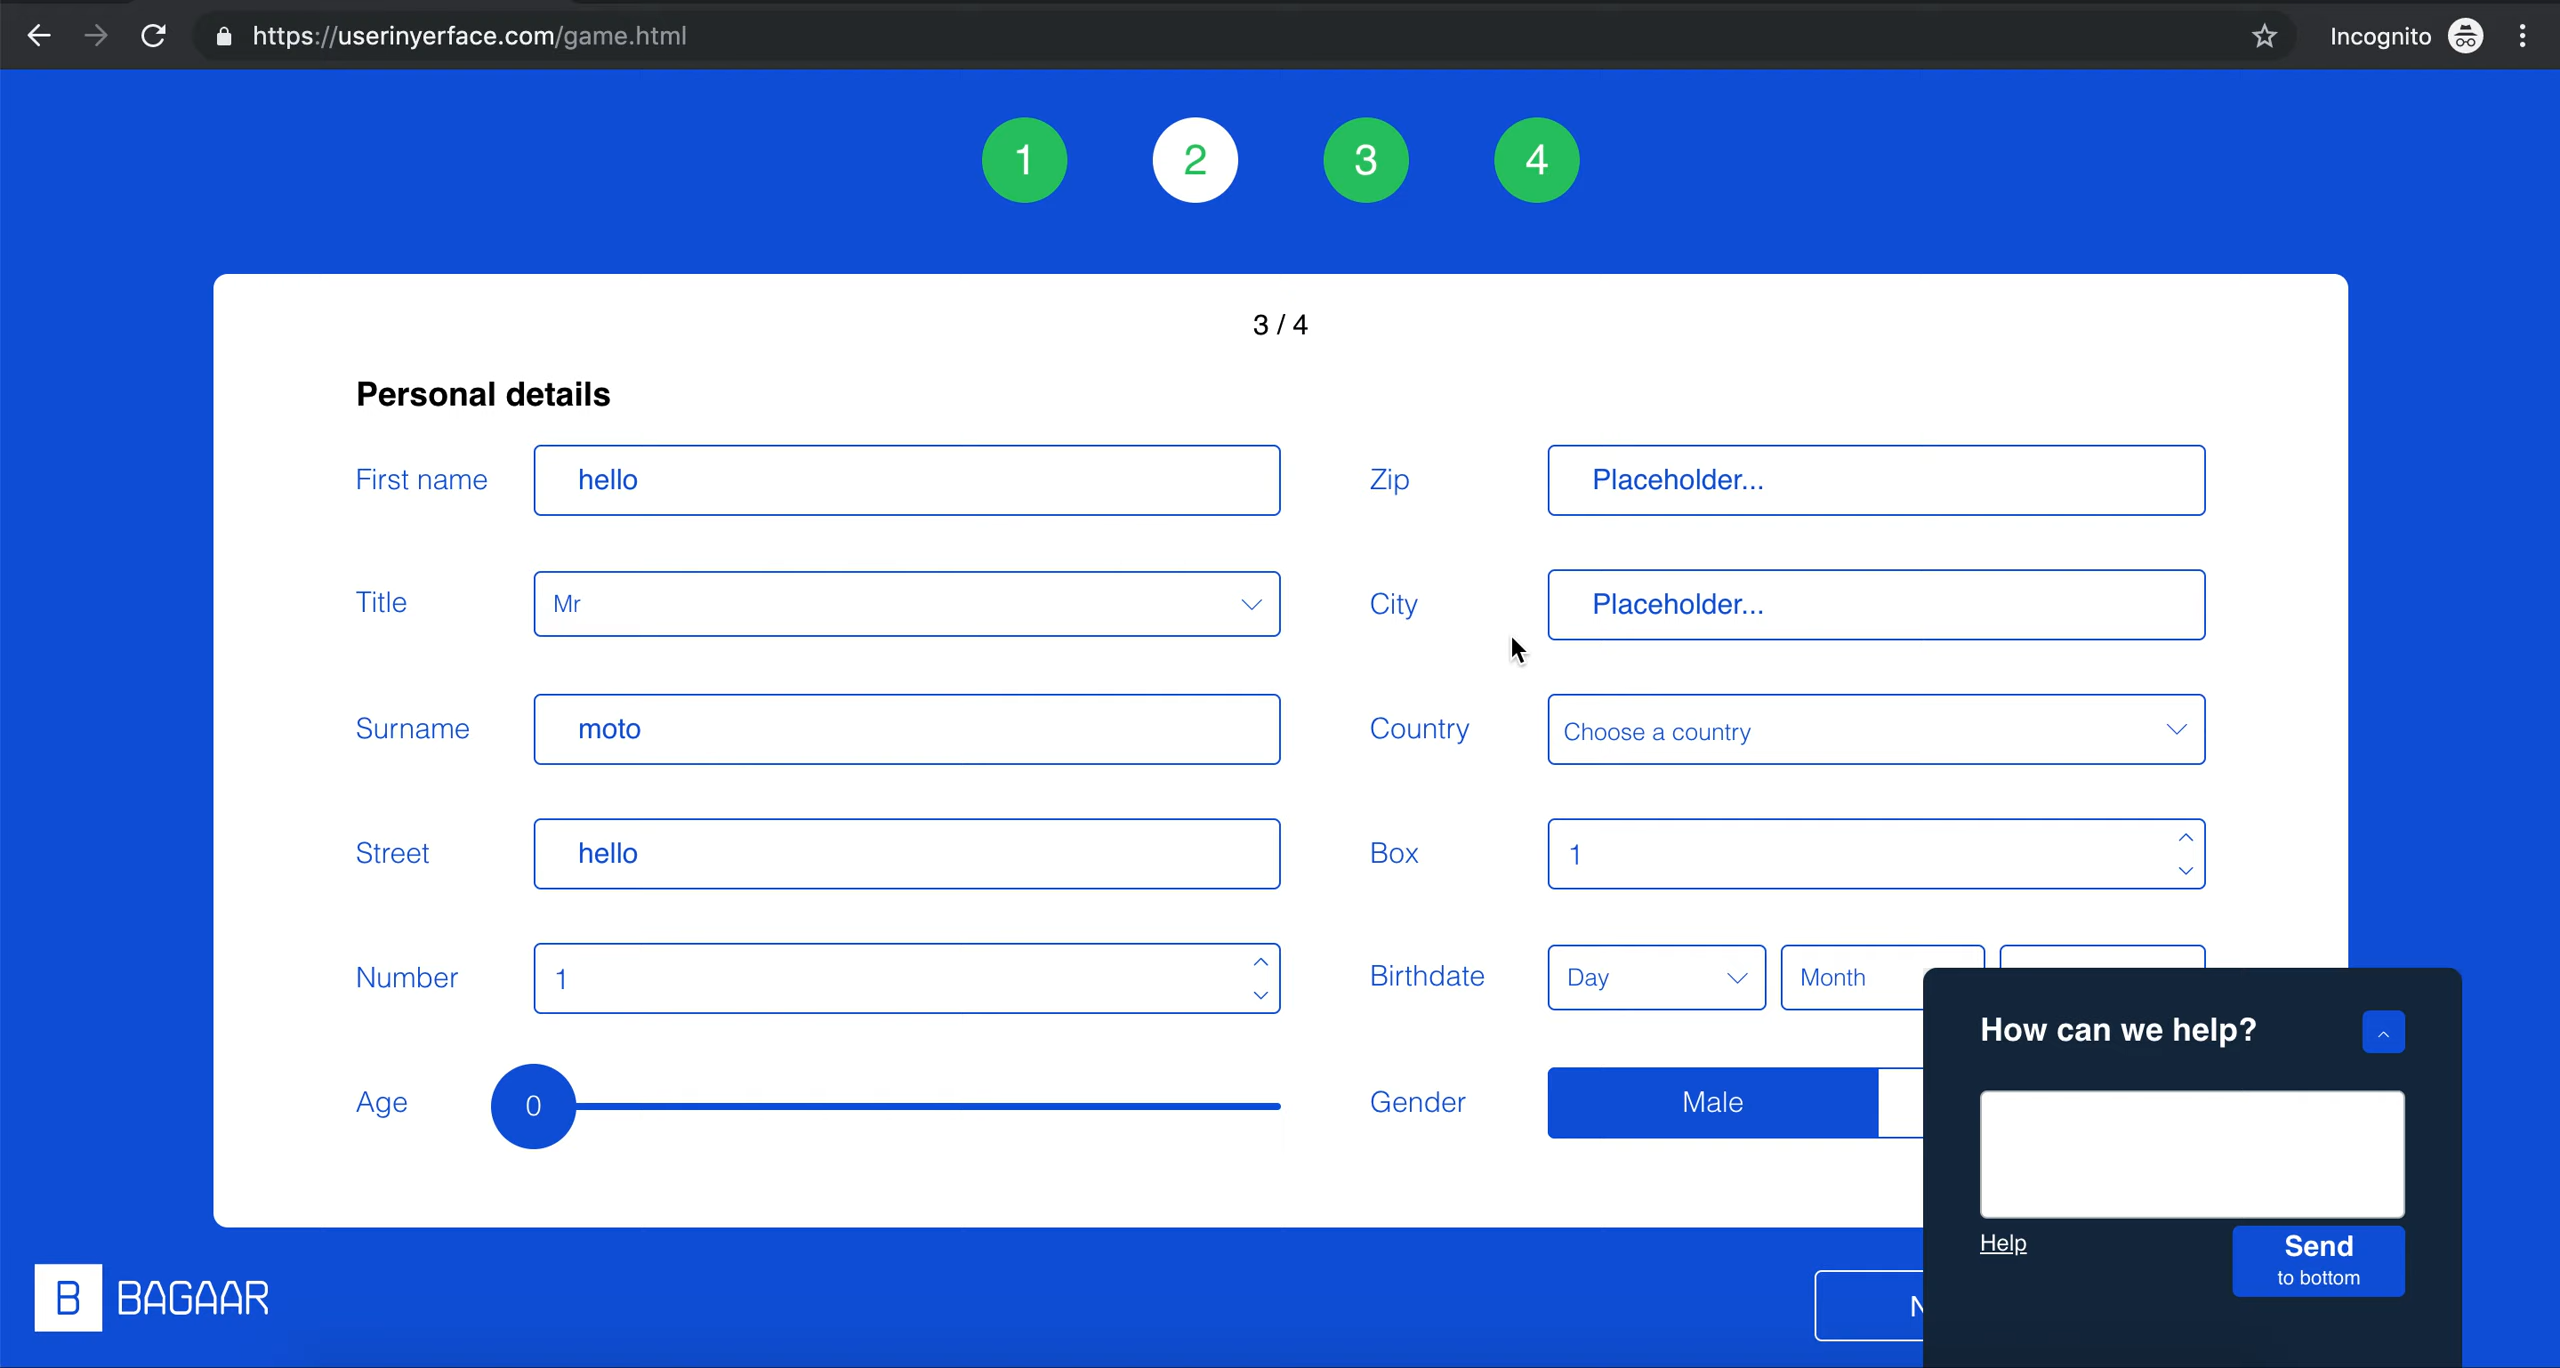 https://userinyerface.com/game.html
Incognito
1
2
3
4
3 / 4
Personal details
First name
hello
Title
Mr
Surname
moto
Street
hello
Number
1
Age
0
Zip
Placeholder...
City
Placeholder...
Country
Choose a country
Box
1
Birthdate
Day
Month
Gender
Male
How can we help?
Help
Send
to bottom
B BAGAAR